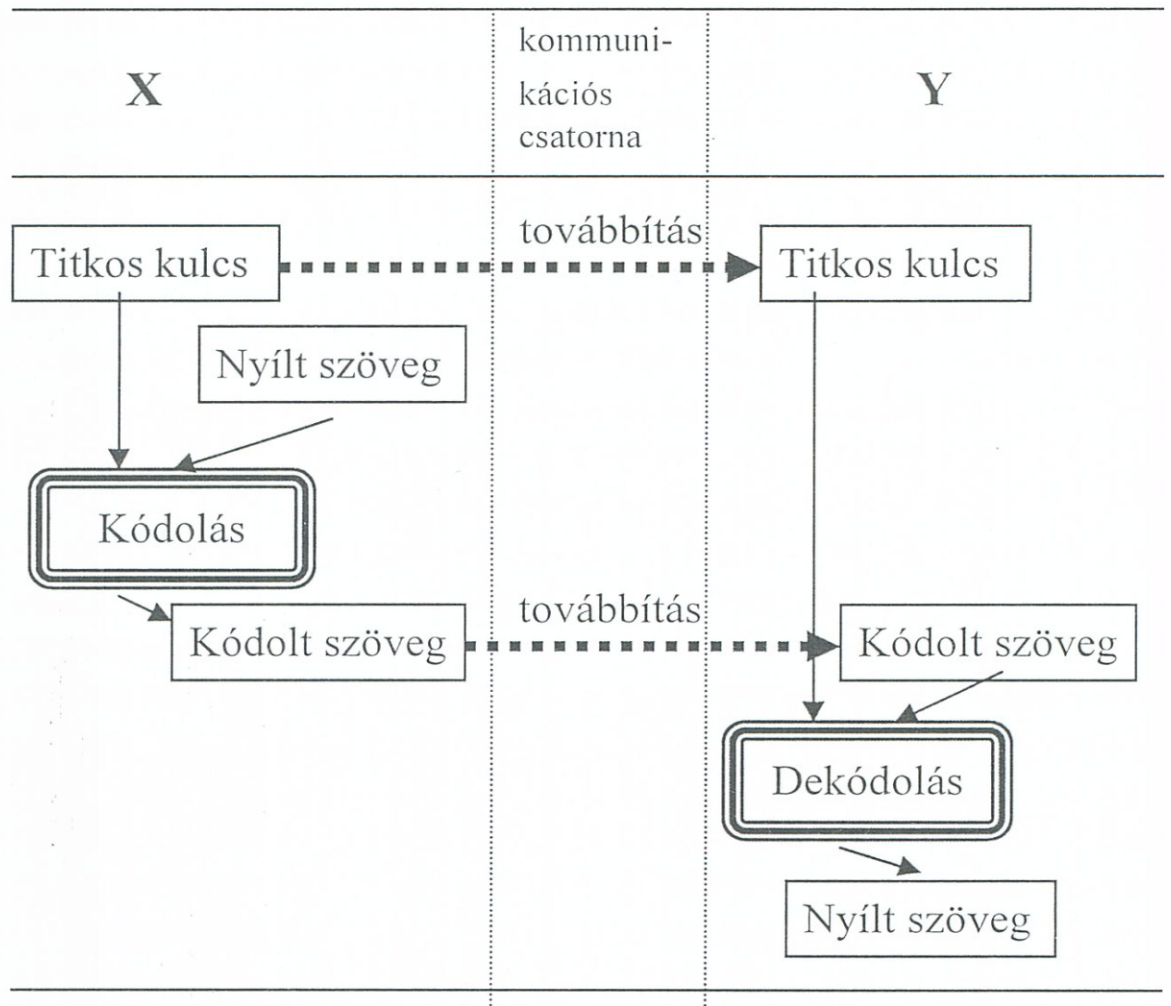 X
kommuni-
kációs
csatorna
Y
Titkos kulcs
továbbítás
Titkos kulcs
Nyílt szöveg
Kódolás
Kódolt szöveg
továbbítás
Kódolt szöveg
Dekódolás
Nyílt szöveg